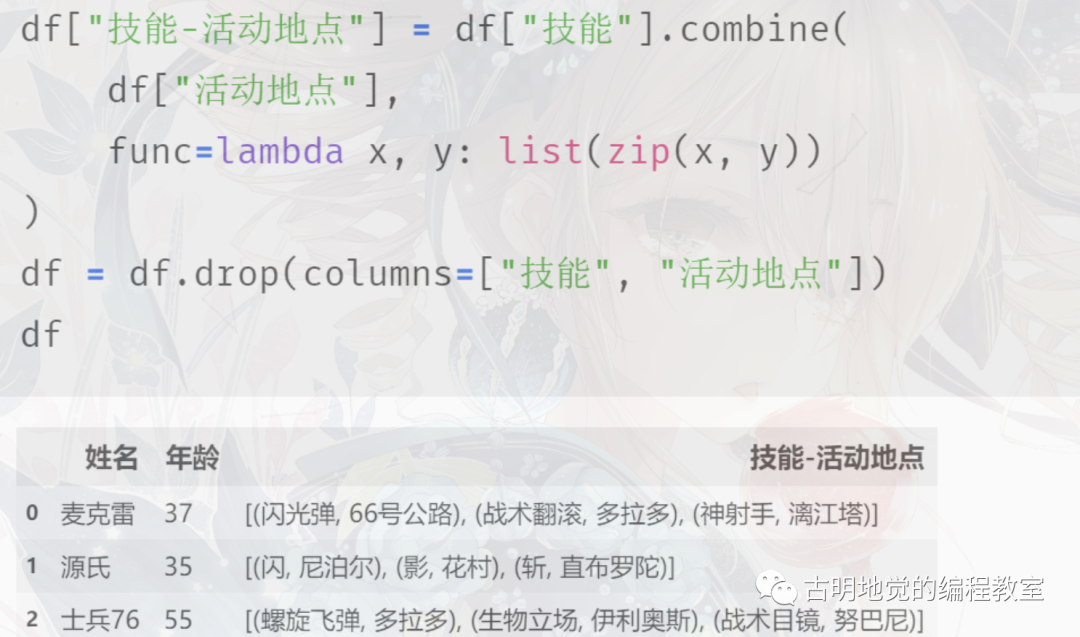 df["技能-活动地点"] = df["技能"].combine(
df["活动地点"],
func=lambda x, y: list(zip(x, y))
)
df = df.drop(columns=["技能", "活动地点"])
df
姓名 年龄 技能-活动地点
0 麦克雷 37 [(闪光弹, 66号公路), (战术翻滚, 多拉多), (神射手, 漓江塔)]
1 源氏 35 [(闪, 尼泊尔), (影, 花村), (斩, 直布罗陀)]
2 士兵76 55 [(螺旋飞弹, 多拉多), (生物立场, 伊利奥斯), (战术目镜, 努巴尼)]
古明地觉的编程教室